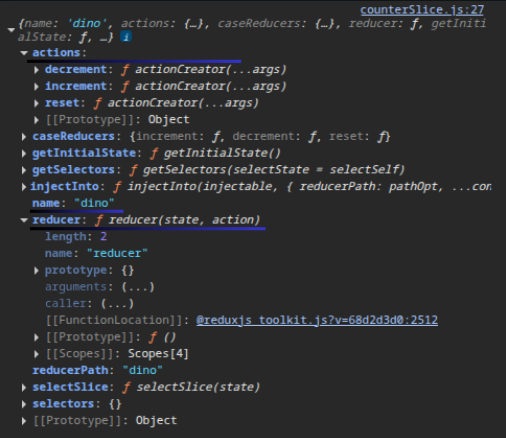 counterSlice.js:27
{name: 'dino', actions: {…}, caseReducers: {…}, reducer: ƒ, getIniti
alState: ƒ, …} i
actions:
decrement: ƒ actionCreator(...args)
increment: ƒ actionCreator(...args)
reset: ƒ actionCreator(...args)
[[Prototype]]: Object
caseReducers: {increment: ƒ, decrement: ƒ, reset: ƒ}
getInitialState: ƒ getInitialState()
getSelectors: ƒ getSelectors(selectState = selectSelf)
injectInto: ƒ injectInto(injectable, { reducerPath: pathOpt, ...con
name: "dino"
reducer: ƒ reducer(state, action)
length: 2
name: "reducer"
prototype: {}
arguments: (...)
caller: (...)
[[FunctionLocation]]: @reduxjs_toolkit.js?v=68d2d3d0:2512
[[Prototype]]: ƒ ()
[[Scopes]]: Scopes[4]
reducerPath: "dino"
selectSlice: ƒ selectSlice(state)
selectors: {}
[[Prototype]]: Object